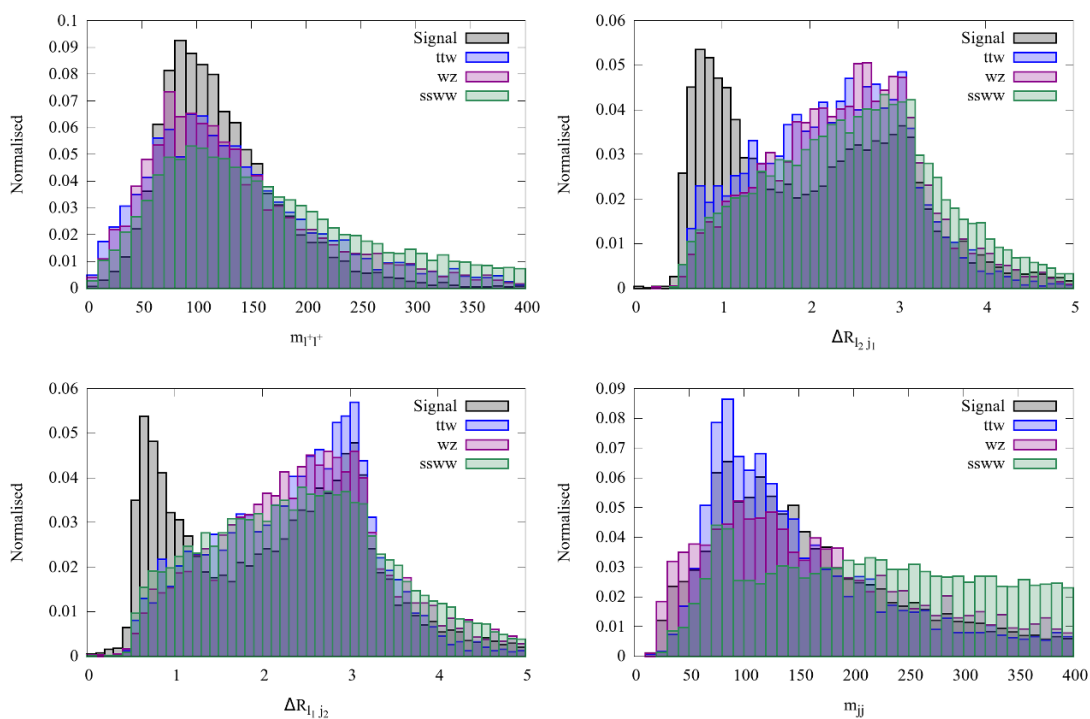 0.1
0.09
0.08
0.07
0.06
0.05
0.04
0.03
0.02
0.01
0
Normalised
Signal
ttw
wz
ssww
0 50 100 150 200 250 300 350 400
m_{l^+l^+}
0.06
0.05
0.04
0.03
0.02
0.01
0
Normalised
Signal
ttw
wz
ssww
0 1 2 3 4 5
ΔR_{l_2 j_1}
0.06
0.05
0.04
0.03
0.02
0.01
0
Normalised
Signal
ttw
wz
ssww
0 1 2 3 4 5
ΔR_{l_1 j_2}
0.09
0.08
0.07
0.06
0.05
0.04
0.03
0.02
0.01
0.00
Normalised
Signal
ttw
wz
ssww
0 50 100 150 200 250 300 350 400
m_{jj}